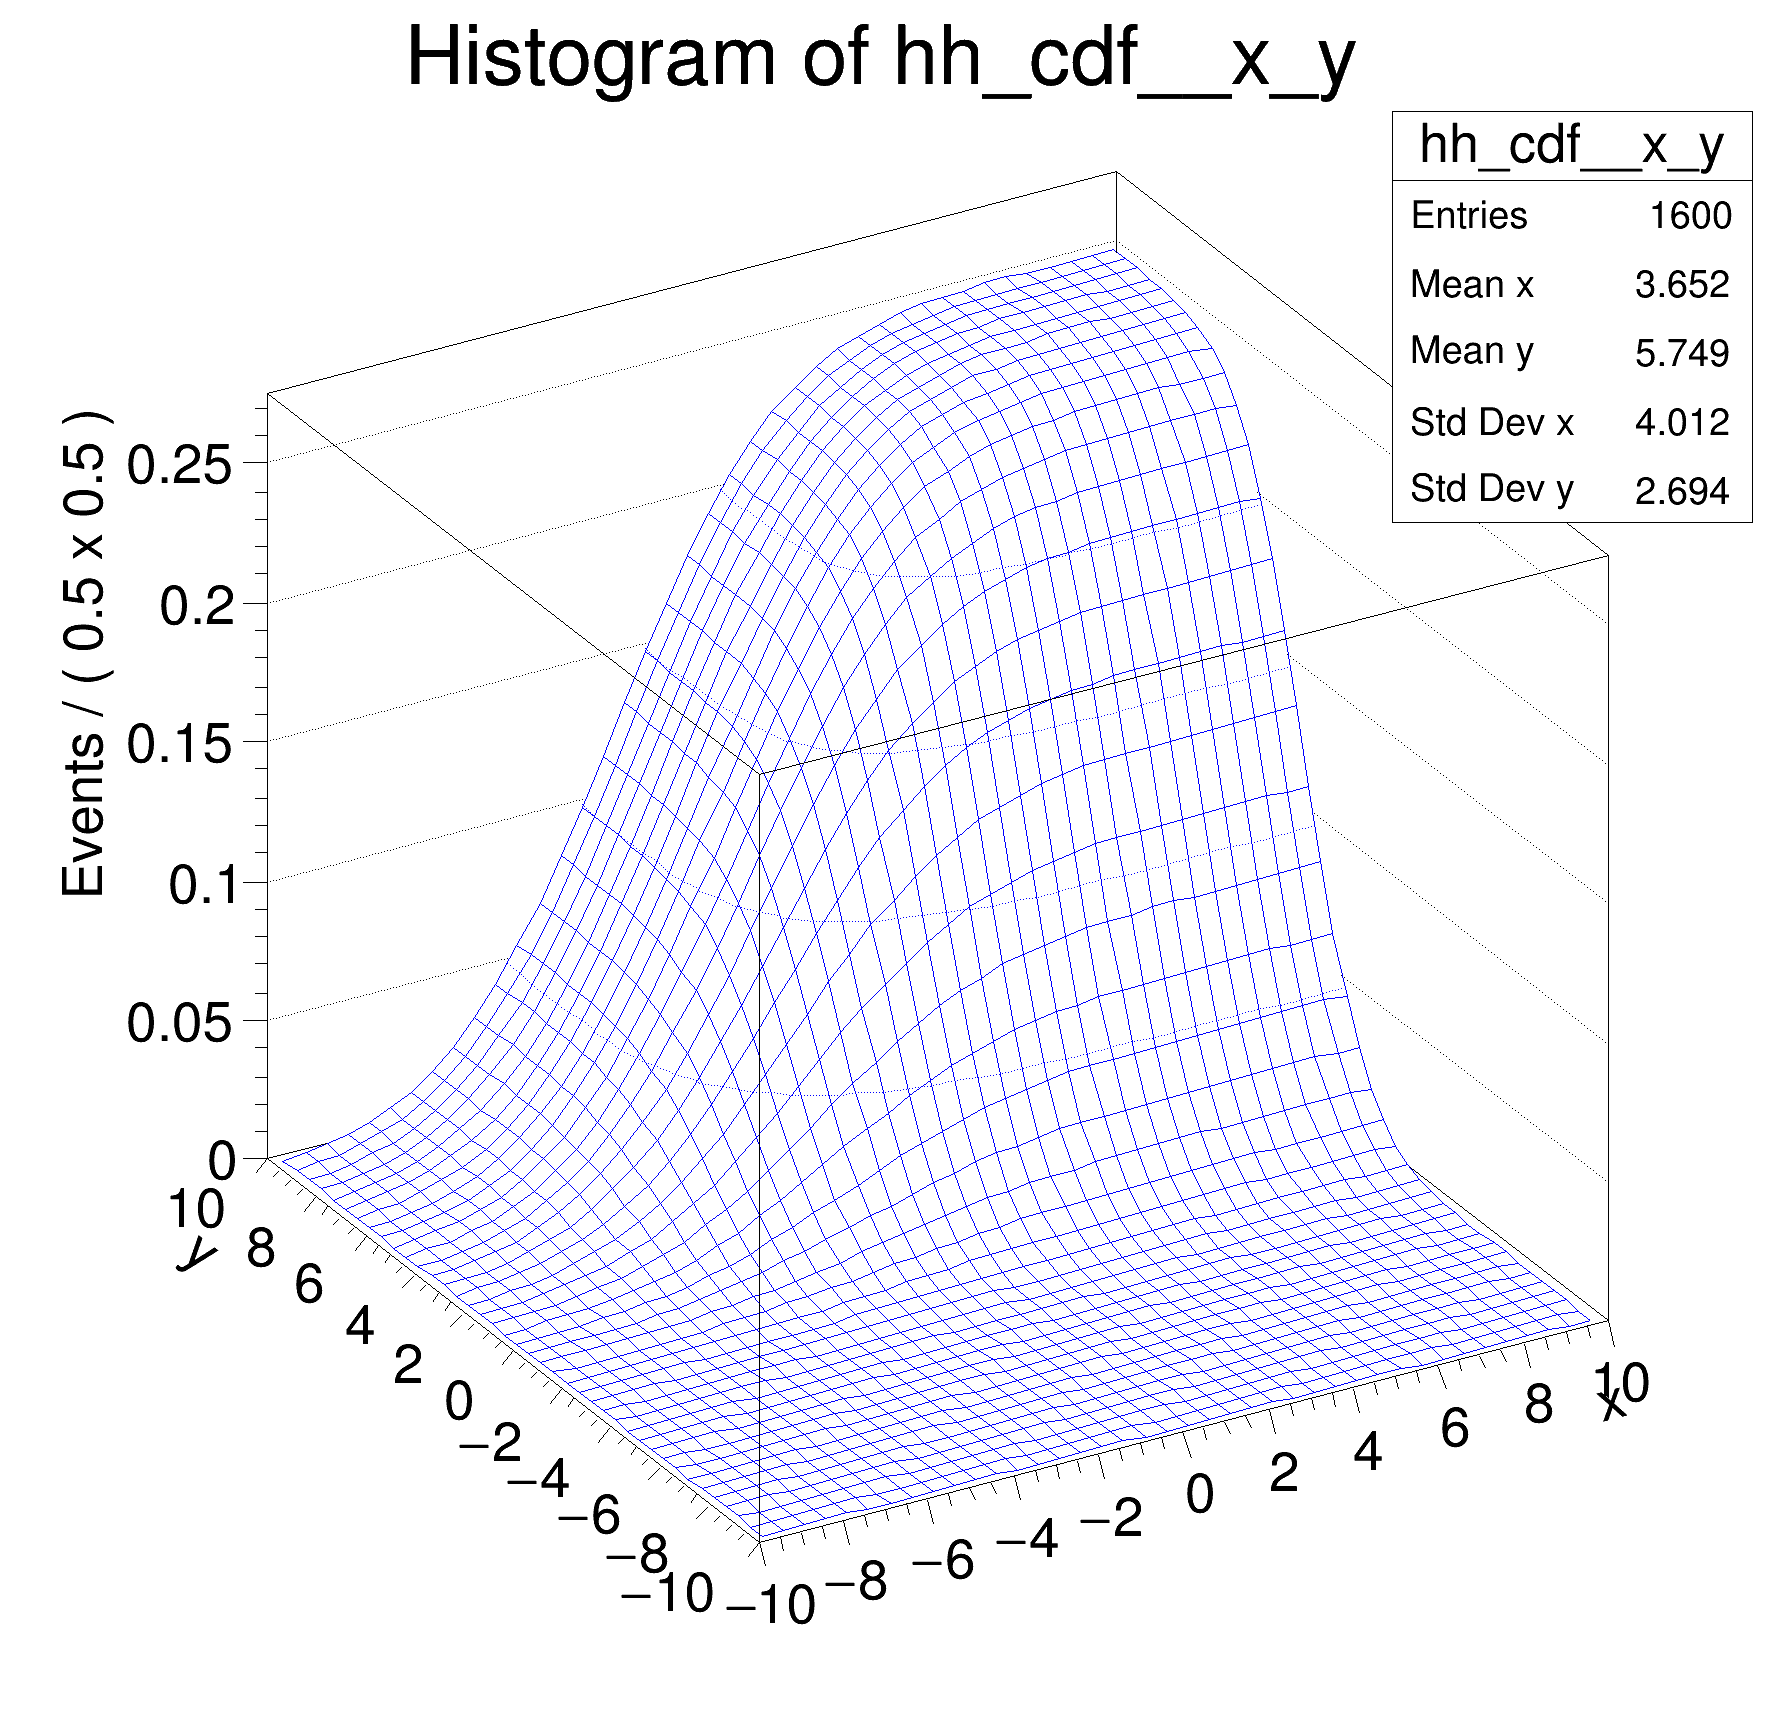 Histogram of hh_cdf__x_y
hh_cdf__x_y
Entries 1600
Mean x 3.652
Mean y 5.749
Std Dev x 4.012
Std Dev y 2.694
Events / ( 0.5 x 0.5 )
0.25
0.2
0.15
0.1
0.05
0
10
8
6
4
2
0
−2
−4
−6
−8
−10
y
−10
−8
−6
−4
−2
0
2
4
6
8
10
x